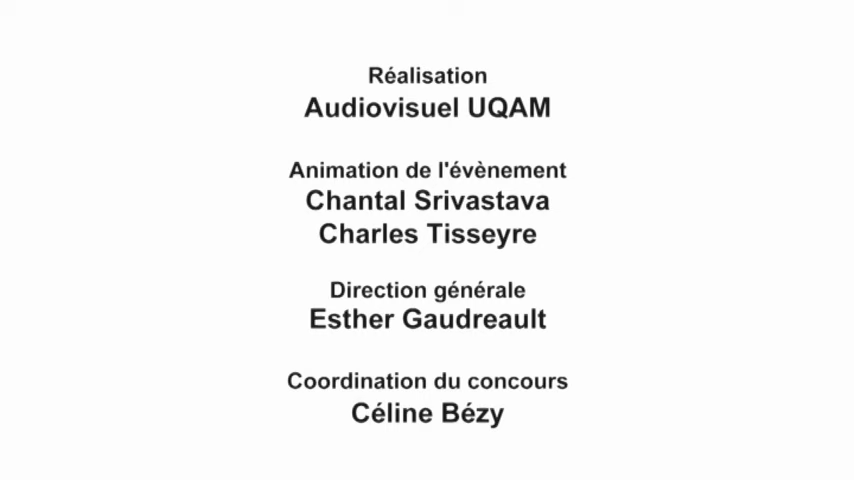 Réalisation
Audiovisuel UQAM
Animation de l'évènement
Chantal Srivastava
Charles Tisseyre
Direction générale
Esther Gaudreault
Coordination du concours
Céline Bézy